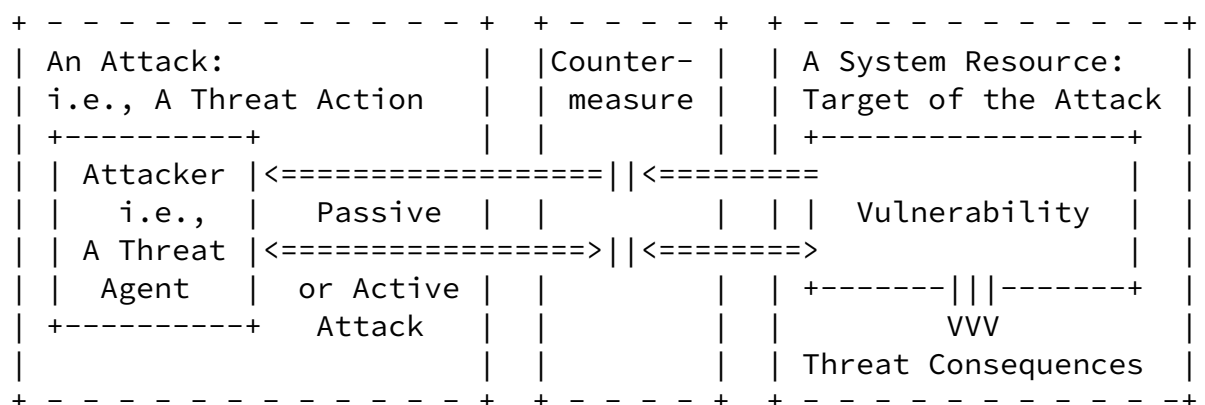 + - - - - - - - - - - - - +  + - - - - +  + - - - - - - - - - - -+
| An Attack:              |  |Counter- |  | A System Resource:   |
| i.e., A Threat Action   |  | measure |  | Target of the Attack |
| +----------+            |  |         |  | +-----------------+  |
| | Attacker |<==================||<=========                 |  |
| |   i.e.,  |   Passive  |  |         |  | |  Vulnerability  |  |
| | A Threat |<=================>||<========>                 |  |
| |  Agent   |  or Active |  |         |  | +-------|||-------+  |
| +----------+   Attack   |  |         |  |         VVV          |
|                         |  |         |  | Threat Consequences  |
+ - - - - - - - - - - - - +  + - - - - +  + - - - - - - - - - - -+